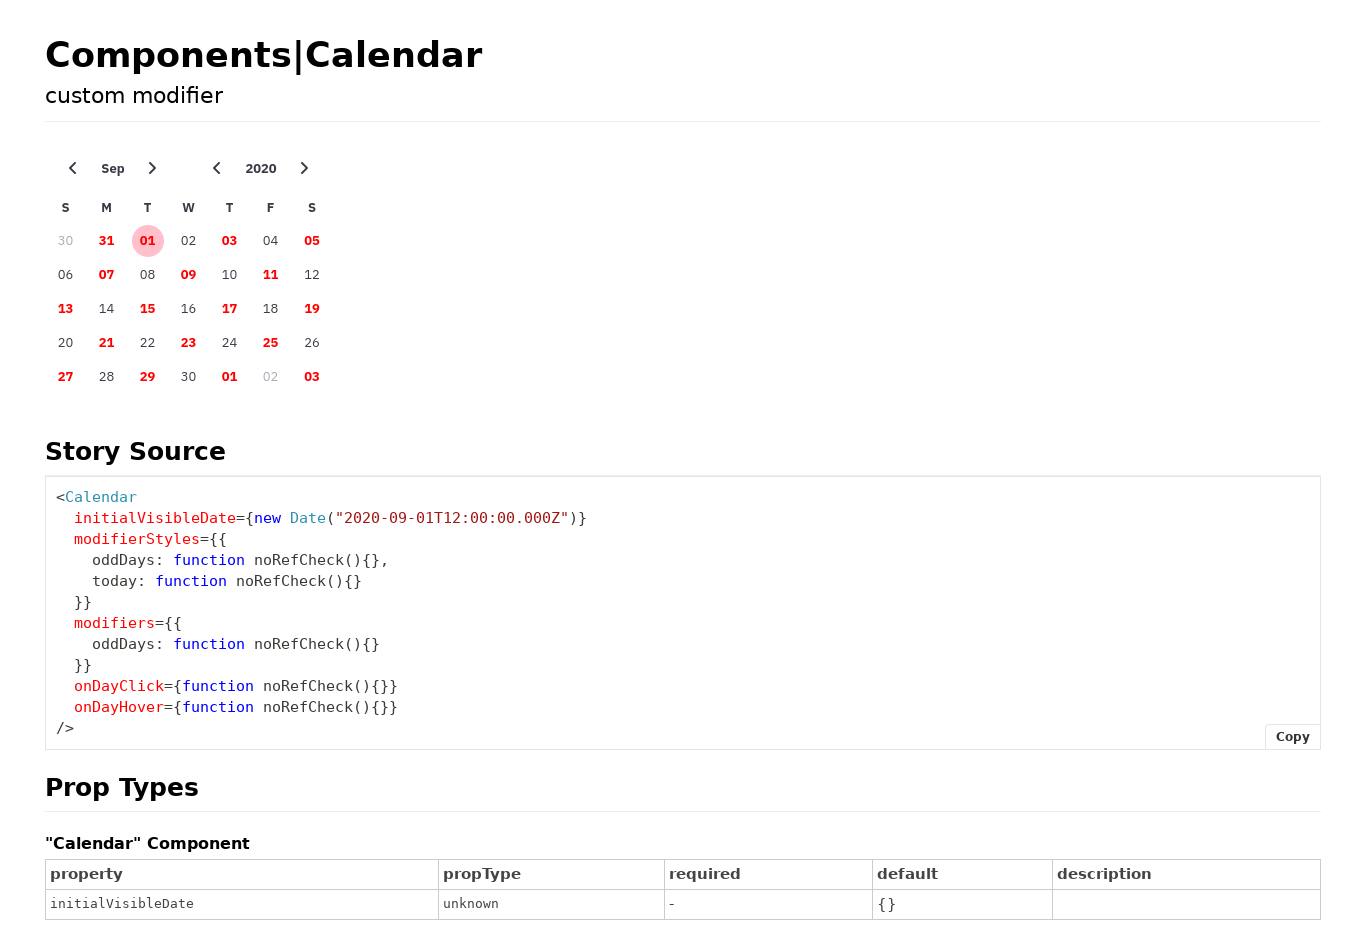 Components|Calendar
custom modifier
Sep 2020
S M T W T F S
30 31 01 02 03 04 05
06 07 08 09 10 11 12
13 14 15 16 17 18 19
20 21 22 23 24 25 26
27 28 29 30 01 02 03
Story Source
<Calendar
  initialVisibleDate={new Date("2020-09-01T12:00:00.000Z")}
  modifierStyles={{
    oddDays: function noRefCheck(){},
    today: function noRefCheck(){}
  }}
  modifiers={{
    oddDays: function noRefCheck(){}
  }}
  onDayClick={function noRefCheck(){}}
  onDayHover={function noRefCheck(){}}
/>
Copy
Prop Types
"Calendar" Component
property propType required default description
initialVisibleDate unknown - {}